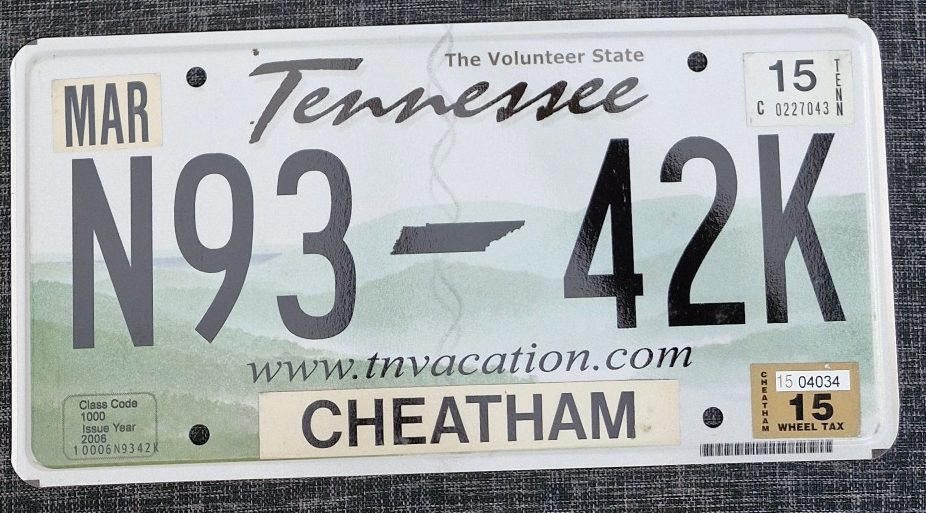 The Volunteer State
Tennessee
MAR
15
TENN
C 0227043
N93 42K
www.tnvacation.com
Class Code
1000
Issue Year
2006
10006N9342K
CHEATHAM
CHEATHAM
15 04034
15
WHEEL TAX